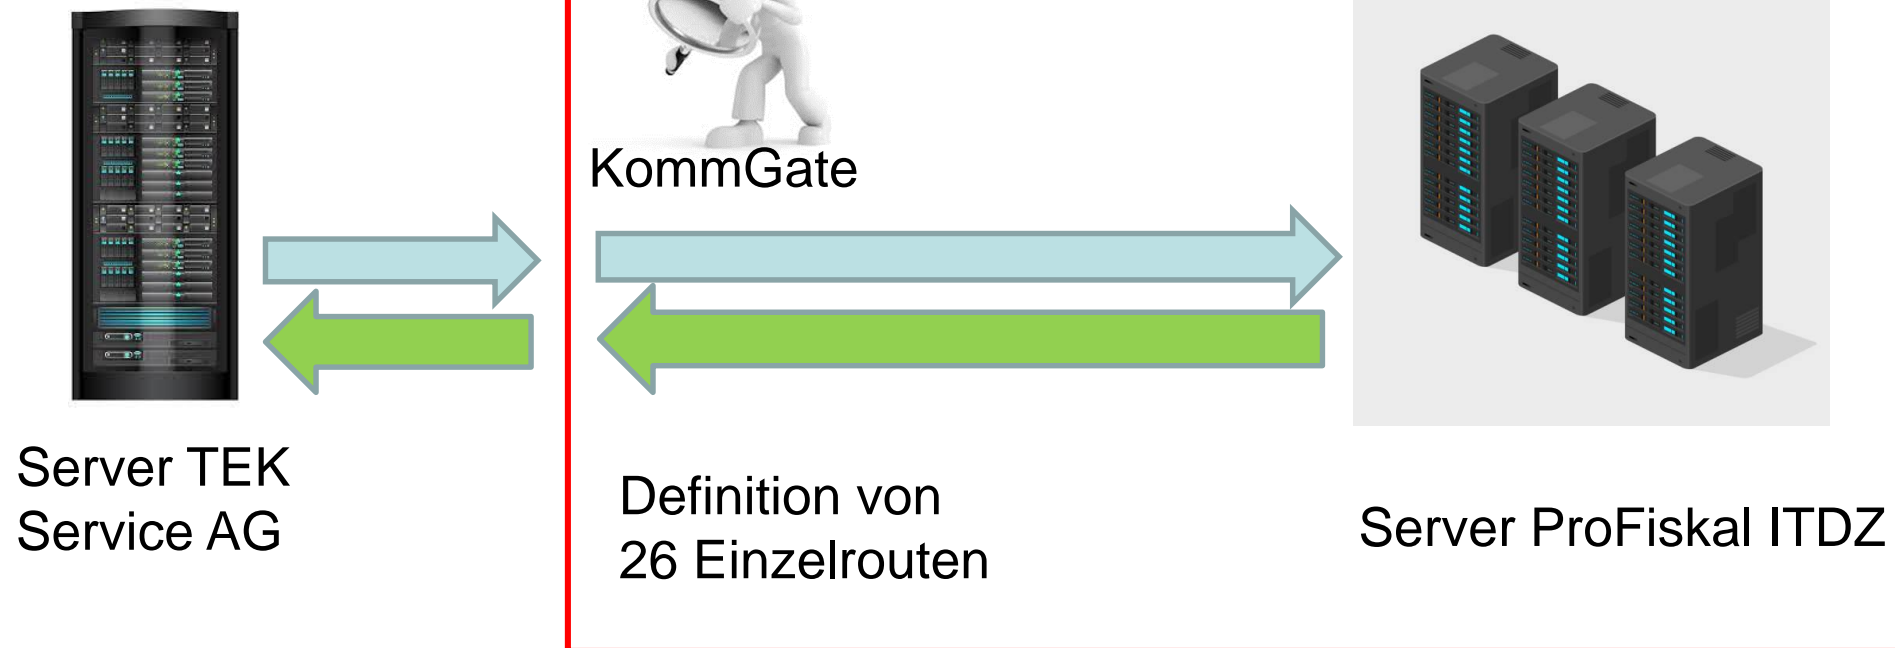 KommGate
Server TEK
Service AG
Definition von
26 Einzelrouten
Server ProFiskal ITDZ